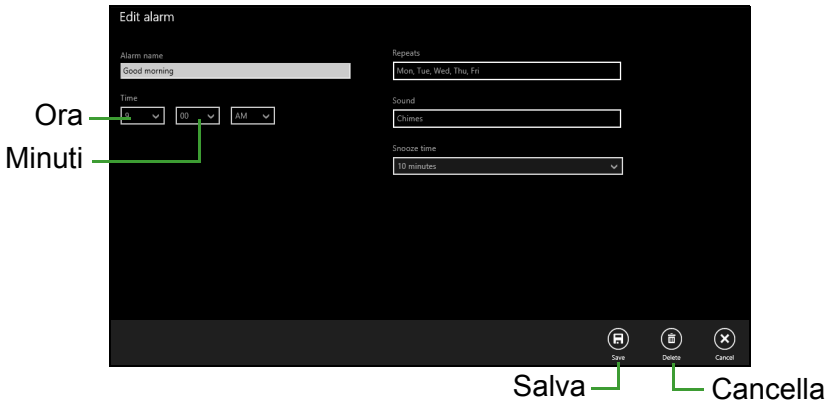 Edit alarm
Alarm name
Good morning
Time
00 AM
Repeats
Mon, Tue, Wed, Thu, Fri
Sound
Chimes
Snooze time
10 minutes
Ora
Minuti
Save Delete Cancel
Salva Cancella